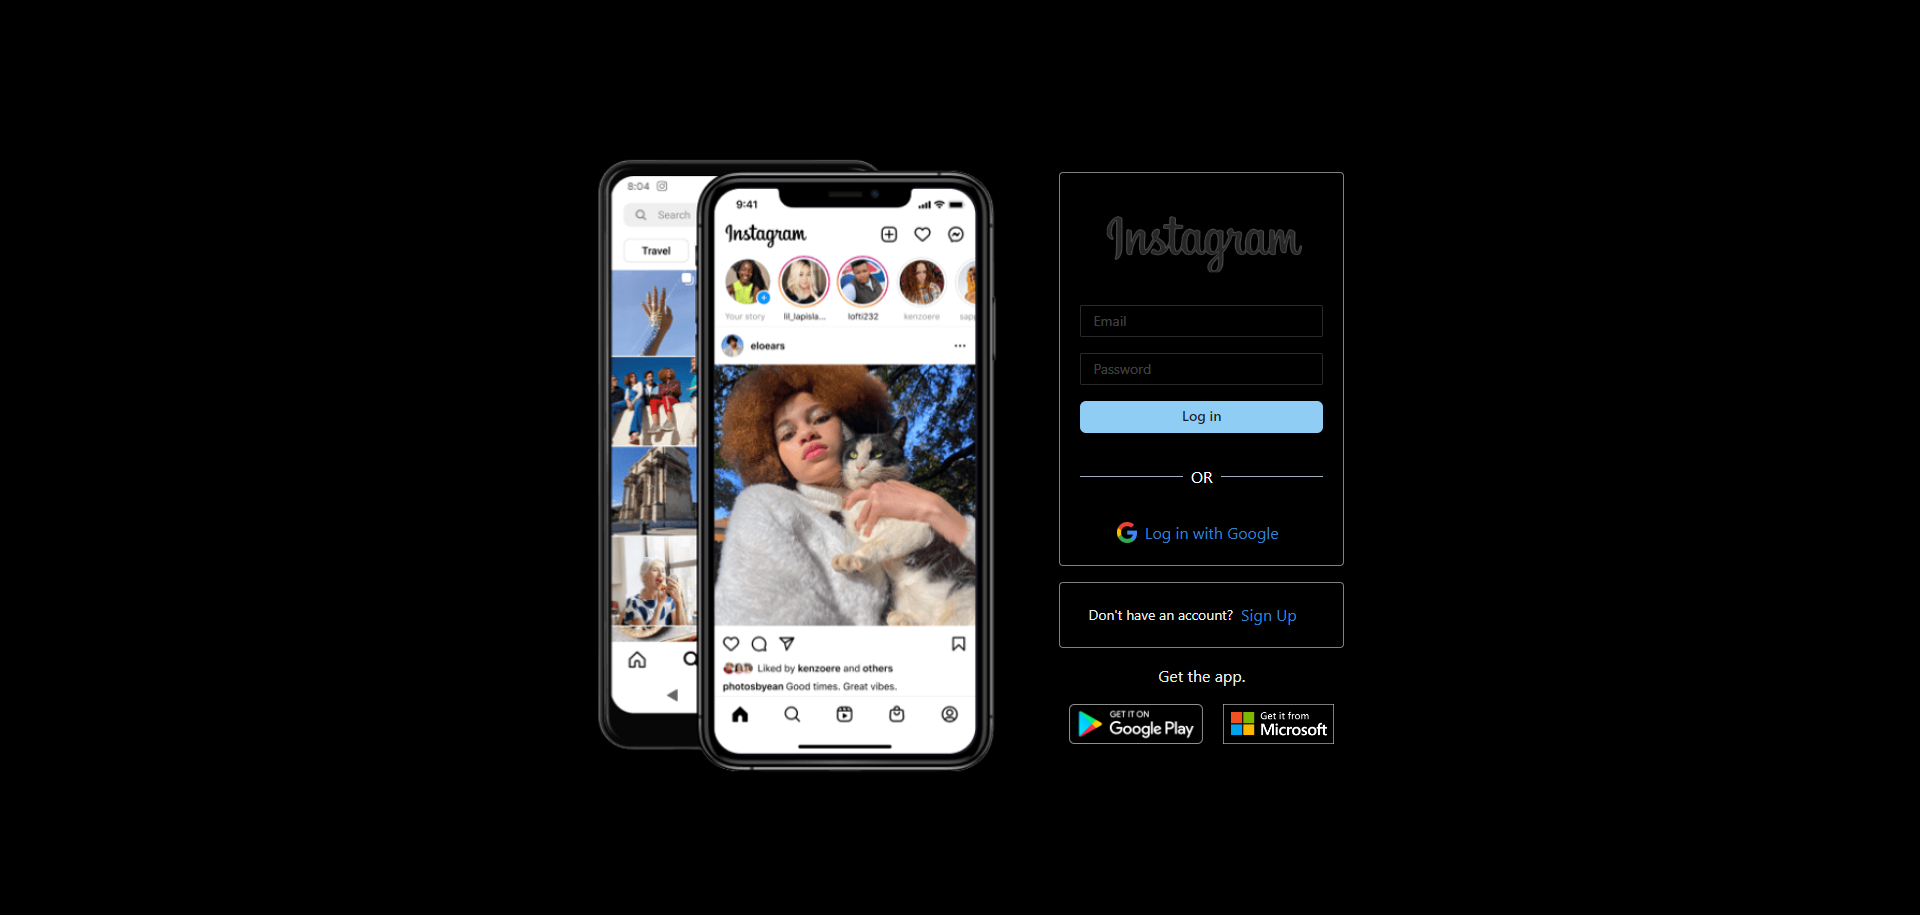 8:04
Search
Travel
9:41
Instagram
Your story
lil_lapisla...
lofti232
kenzoere
sap
eloears
Liked by kenzoere and others
photosbyean Good times. Great vibes.
Instagram
Email
Password
Log in
OR
Log in with Google
Don't have an account? Sign Up
Get the app.
GET IT ON
Google Play
Get it from
Microsoft